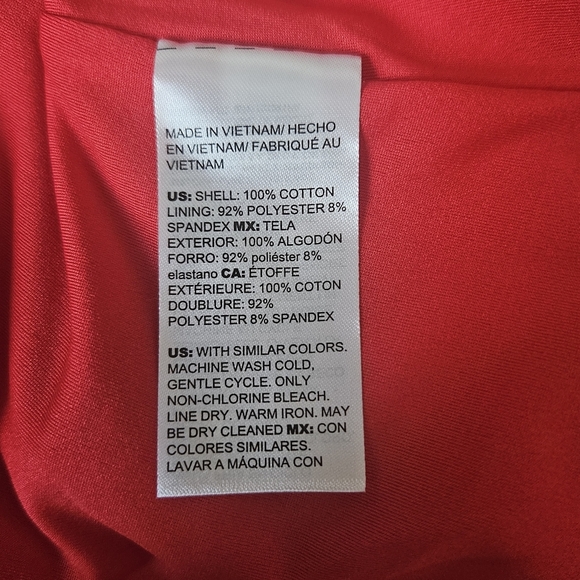 MADE IN VIETNAM/ HECHO
EN VIETNAM/ FABRIQUÉ AU
VIETNAM
US: SHELL: 100% COTTON
LINING: 92% POLYESTER 8%
SPANDEX MX: TELA
EXTERIOR: 100% ALGODÓN
FORRO: 92% poliéster 8%
elastano CA: ÉTOFFE
EXTÉRIEURE: 100% COTON
DOUBLURE: 92%
POLYESTER 8% SPANDEX
US: WITH SIMILAR COLORS.
MACHINE WASH COLD,
GENTLE CYCLE. ONLY
NON-CHLORINE BLEACH.
LINE DRY. WARM IRON. MAY
BE DRY CLEANED MX: CON
COLORES SIMILARES.
LAVAR A MÁQUINA CON